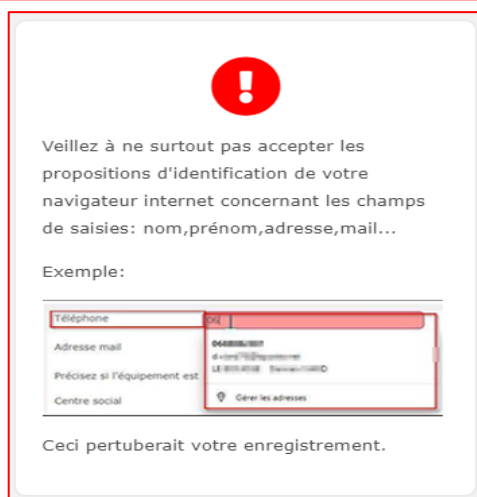 Veillez à ne surtout pas accepter les
propositions d'identification de votre
navigateur internet concernant les champs
de saisies: nom,prénom,adresse,mail...
Exemple:
Téléphone
06
Adresse mail
Précisez si l'équipement est
Centre social
Gérer les adresses
Ceci pertuberait votre enregistrement.